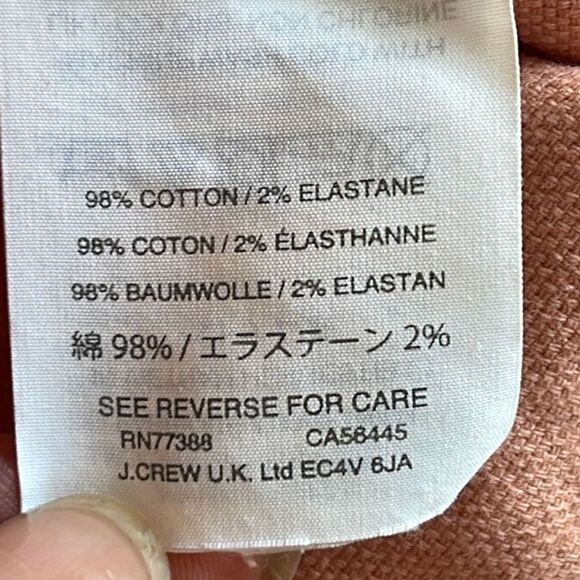 98% COTTON / 2% ELASTANE
98% COTON / 2% ÉLASTHANNE
98% BAUMWOLLE / 2% ELASTAN
綿 98% / エラステーン 2%
SEE REVERSE FOR CARE
RN77388 CA56445
J.CREW U.K. Ltd EC4V 6JA